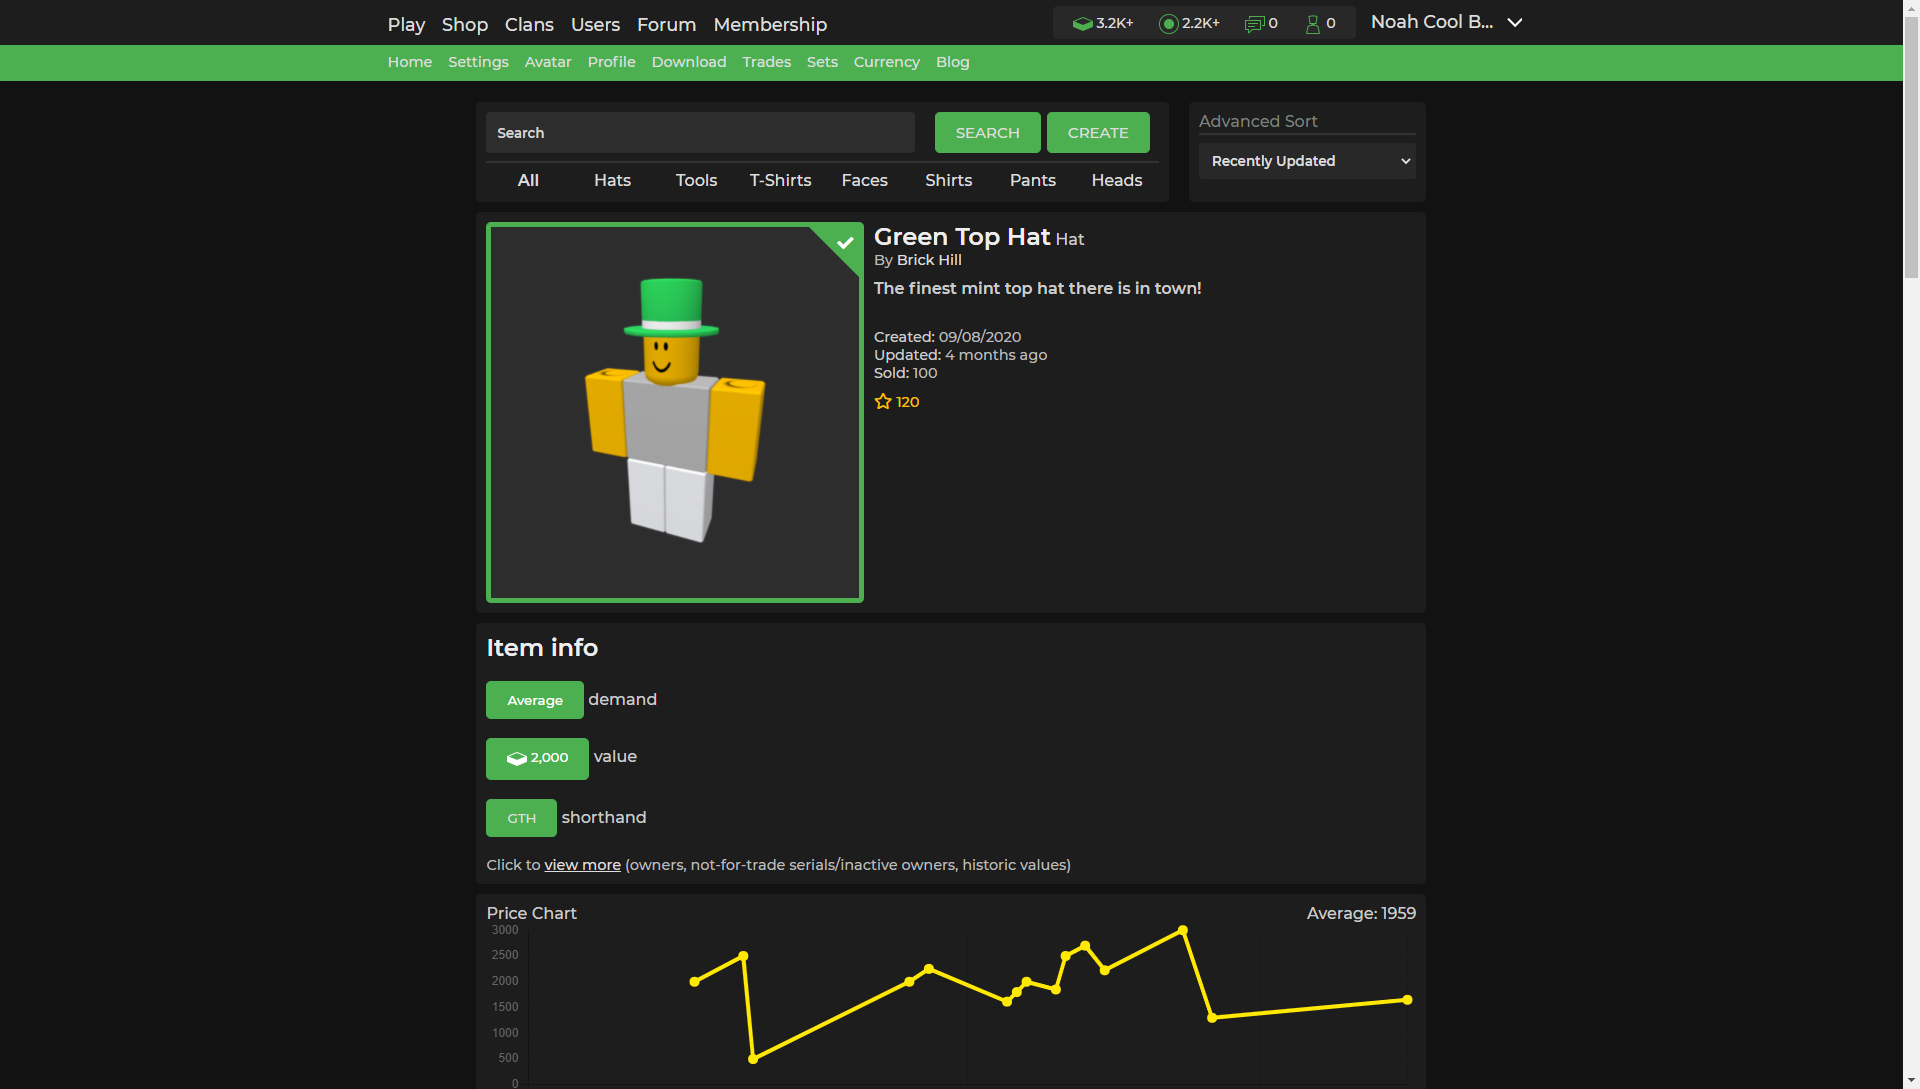 Play Shop Clans Users Forum Membership 3.2K+ 2.2K+ 0 0 Noah Cool B...
Home Settings Avatar Profile Download Trades Sets Currency Blog
Search SEARCH CREATE
All Hats Tools T-Shirts Faces Shirts Pants Heads
Advanced Sort
Recently Updated
Green Top Hat Hat
By Brick Hill
The finest mint top hat there is in town!
Created: 09/08/2020
Updated: 4 months ago
Sold: 100
120
Item info
Average demand
2,000 value
GTH shorthand
Click to view more (owners, not-for-trade serials/inactive owners, historic values)
Price Chart Average: 1959
3000
2500
2000
1500
1000
500
0